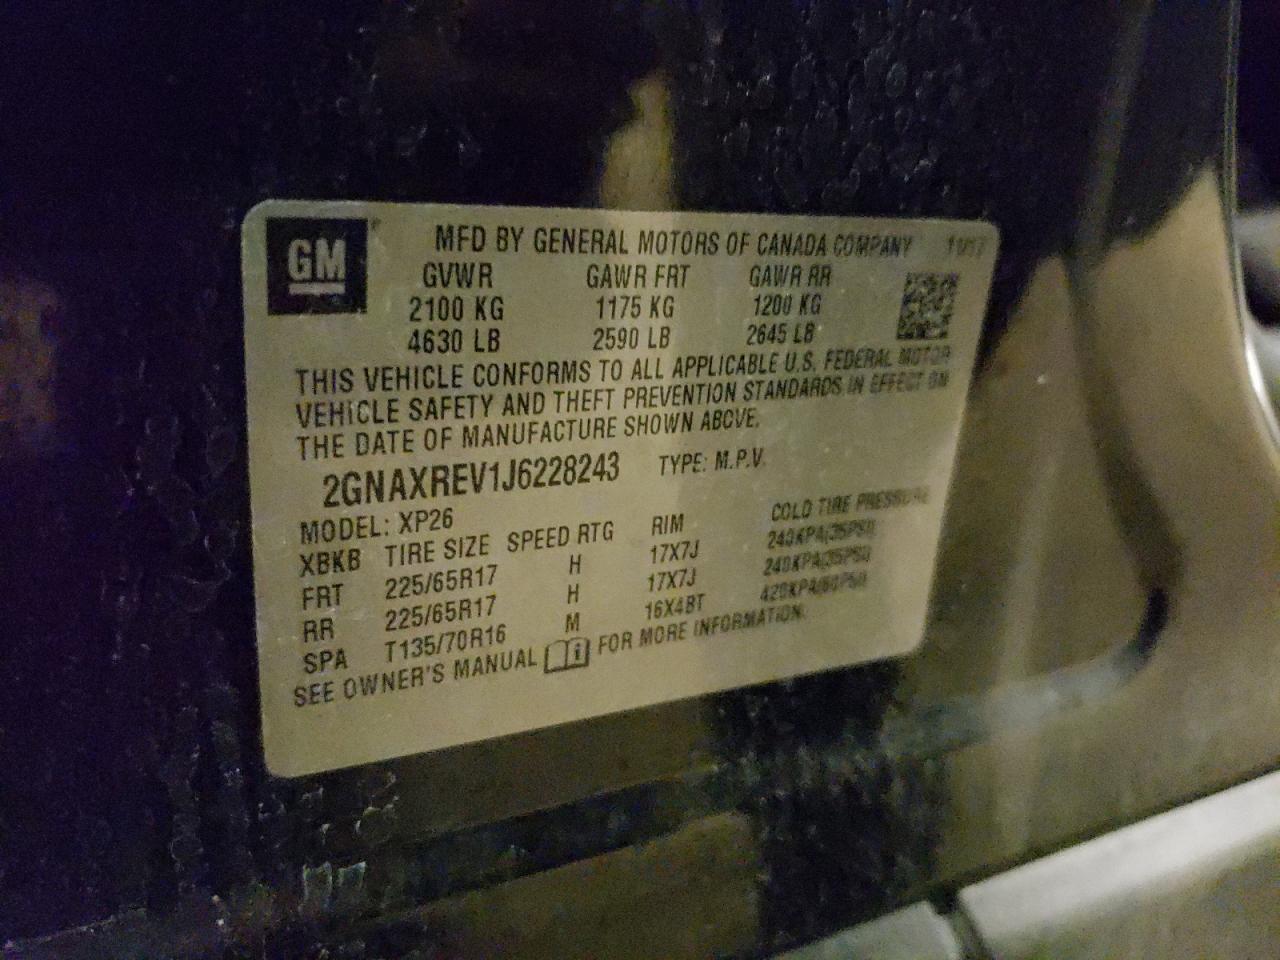 GM
MFD BY GENERAL MOTORS OF CANADA COMPANY 11/17
GVWR GAWR FRT GAWR RR
2100 KG 1175 KG 1200 KG
4630 LB 2590 LB 2645 LB
THIS VEHICLE CONFORMS TO ALL APPLICABLE U.S. FEDERAL MOTOR
VEHICLE SAFETY AND THEFT PREVENTION STANDARDS IN EFFECT ON
THE DATE OF MANUFACTURE SHOWN ABOVE.
2GNAXREV1J6228243 TYPE: M.P.V.
MODEL: XP26
XBKB TIRE SIZE SPEED RTG RIM COLD TIRE PRESSURE
FRT 225/65R17 H 17X7J 240KPA(35PSI)
RR 225/65R17 H 17X7J 240KPA(35PSI)
SPA T135/70R16 M 16X4BT 420KPA(60PSI)
SEE OWNER'S MANUAL FOR MORE INFORMATION.